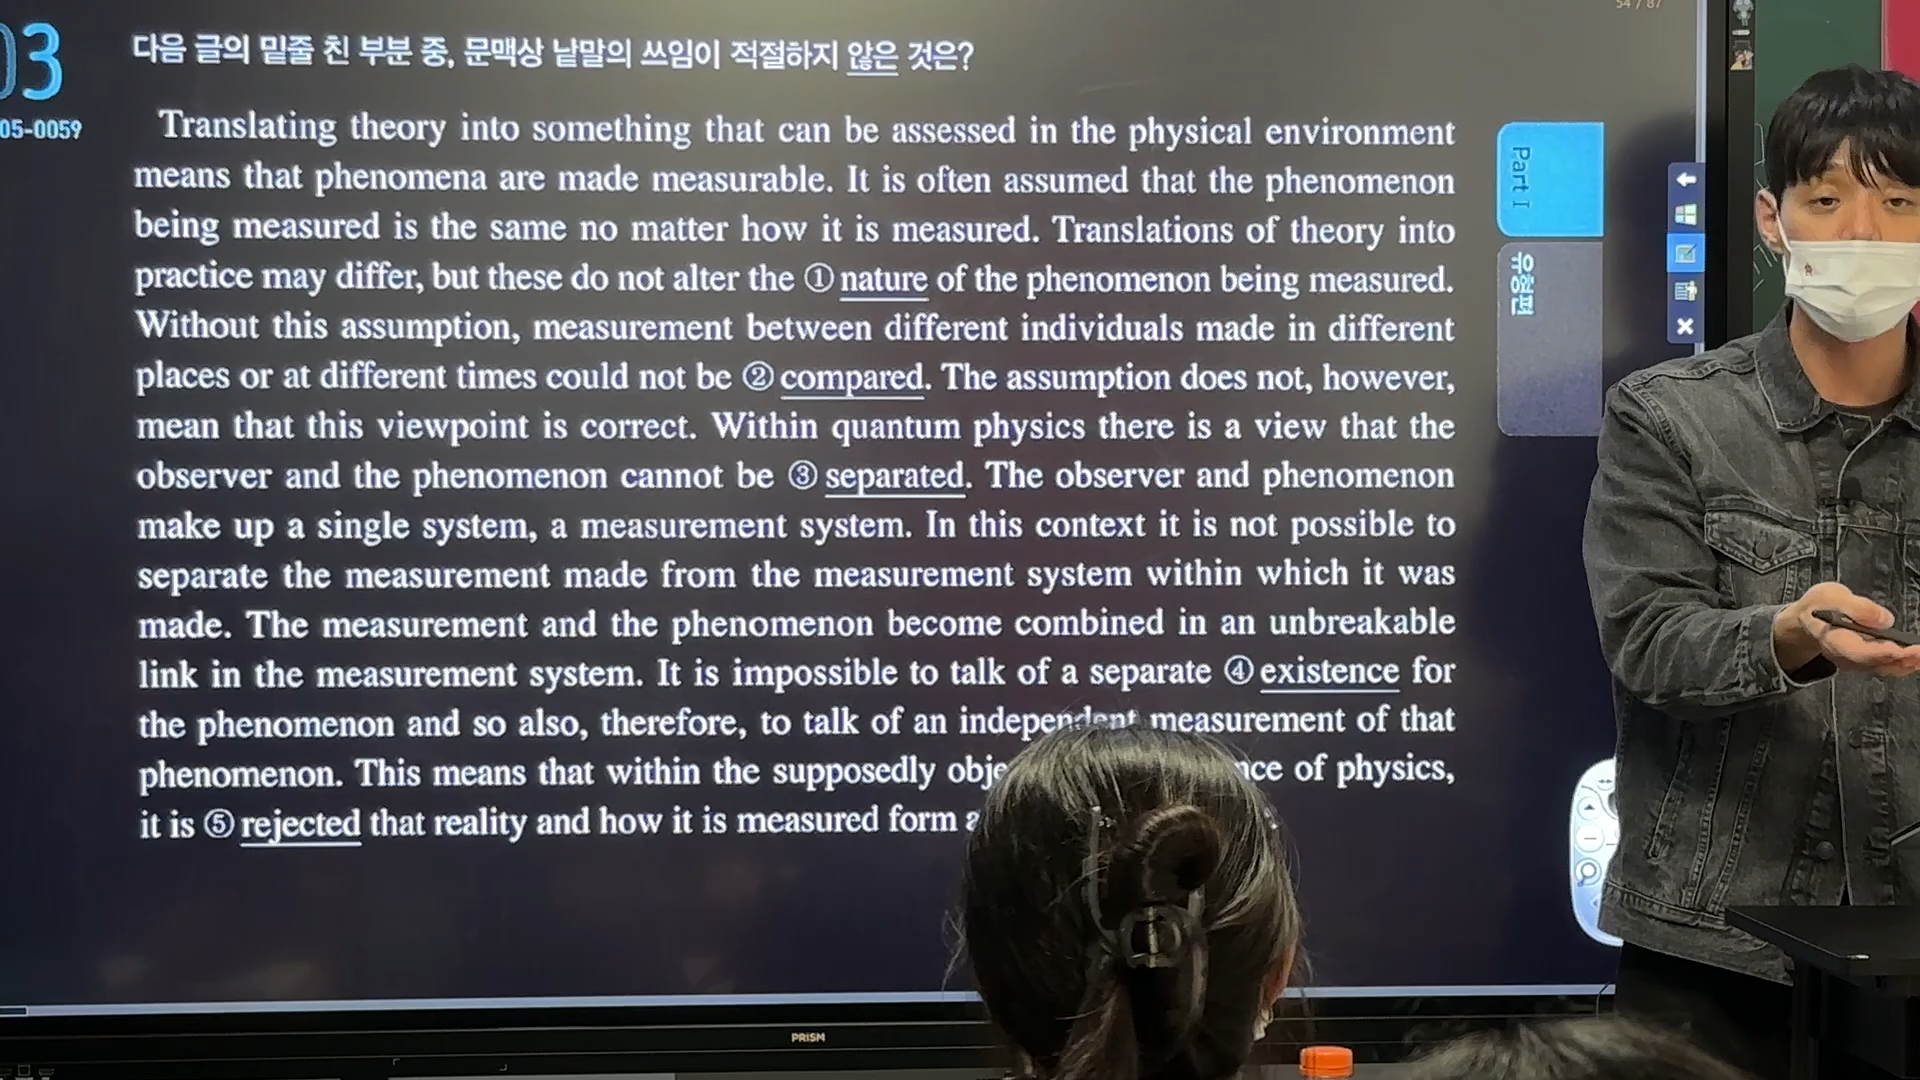 54 / 87
03
05-0059
다음 글의 밑줄 친 부분 중, 문맥상 낱말의 쓰임이 적절하지 않은 것은?
Translating theory into something that can be assessed in the physical environment
means that phenomena are made measurable. It is often assumed that the phenomenon
being measured is the same no matter how it is measured. Translations of theory into
practice may differ, but these do not alter the ① nature of the phenomenon being measured.
Without this assumption, measurement between different individuals made in different
places or at different times could not be ② compared. The assumption does not, however,
mean that this viewpoint is correct. Within quantum physics there is a view that the
observer and the phenomenon cannot be ③ separated. The observer and phenomenon
make up a single system, a measurement system. In this context it is not possible to
separate the measurement made from the measurement system within which it was
made. The measurement and the phenomenon become combined in an unbreakable
link in the measurement system. It is impossible to talk of a separate ④ existence for
the phenomenon and so also, therefore, to talk of an independent measurement of that
phenomenon. This means that within the supposedly of physics,
it is ⑤ rejected that reality and how it is measured form
Part I
유형편
PRISM